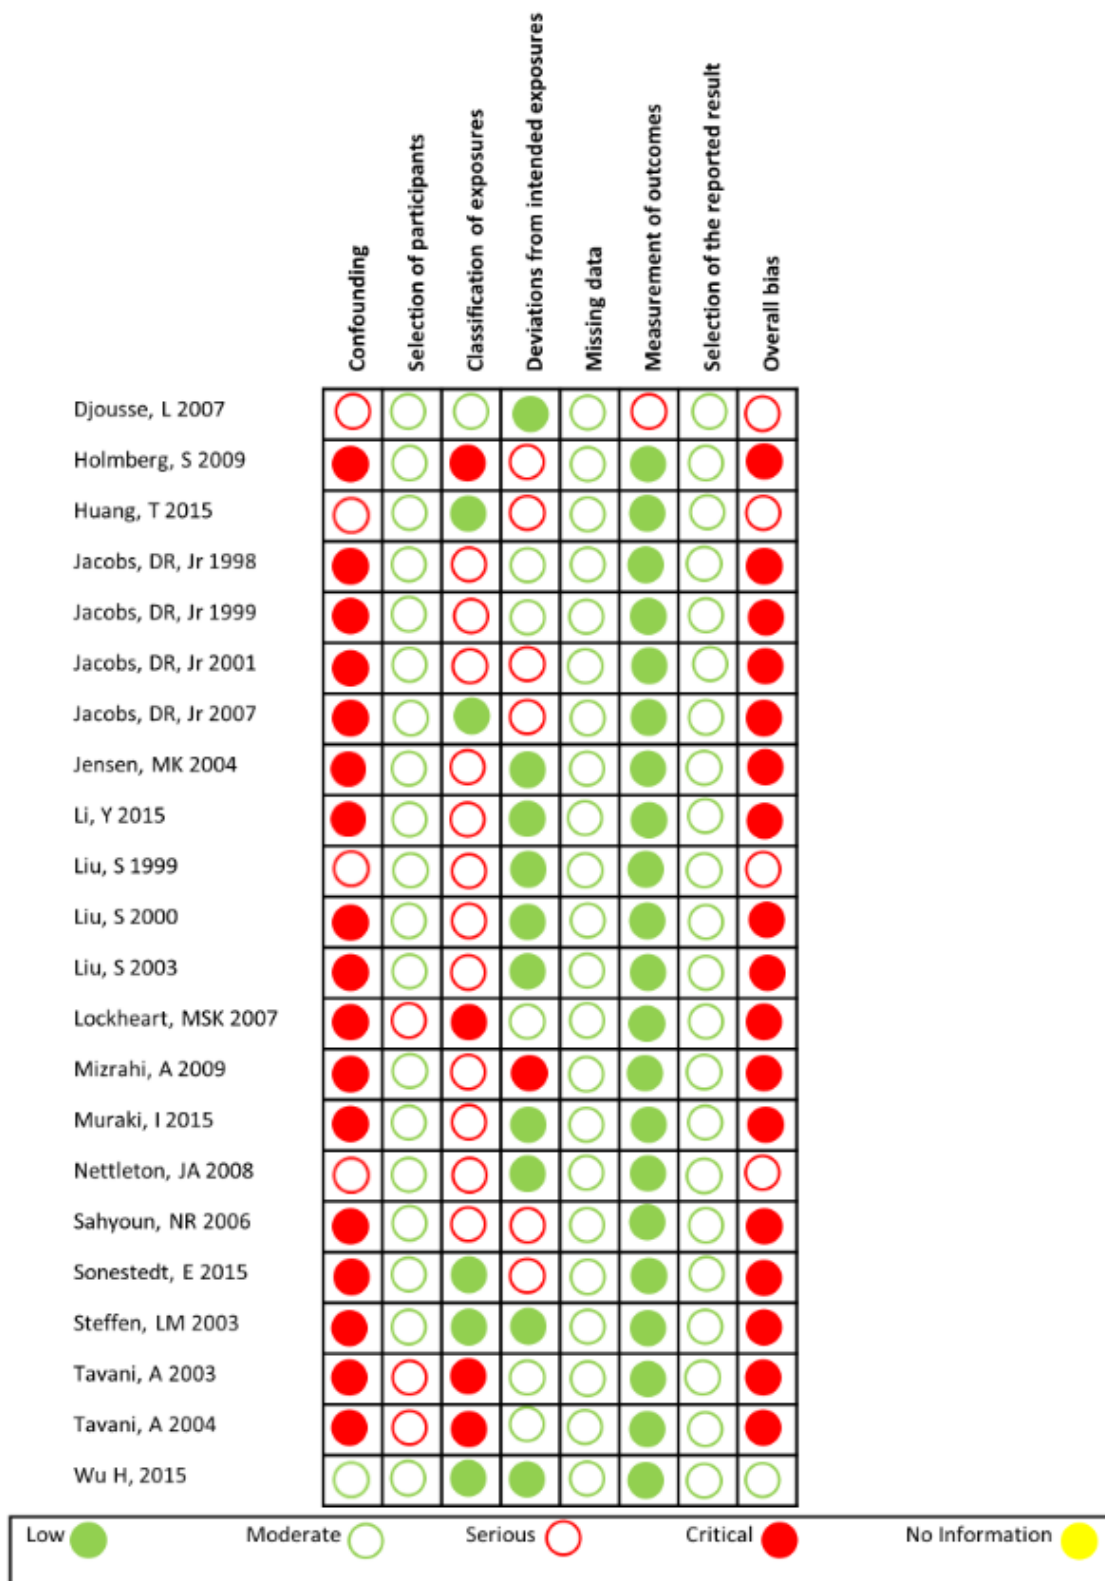 Confounding
Selection of participants
Classification of exposures
Deviations from intended exposures
Missing data
Measurement of outcomes
Selection of the reported result
Overall bias
Djousse, L 2007
Holmberg, S 2009
Huang, T 2015
Jacobs, DR, Jr 1998
Jacobs, DR, Jr 1999
Jacobs, DR, Jr 2001
Jacobs, DR, Jr 2007
Jensen, MK 2004
Li, Y 2015
Liu, S 1999
Liu, S 2000
Liu, S 2003
Lockheart, MSK 2007
Mizrahi, A 2009
Muraki, I 2015
Nettleton, JA 2008
Sahyoun, NR 2006
Sonestedt, E 2015
Steffen, LM 2003
Tavani, A 2003
Tavani, A 2004
Wu H, 2015
Low Moderate Serious Critical No Information